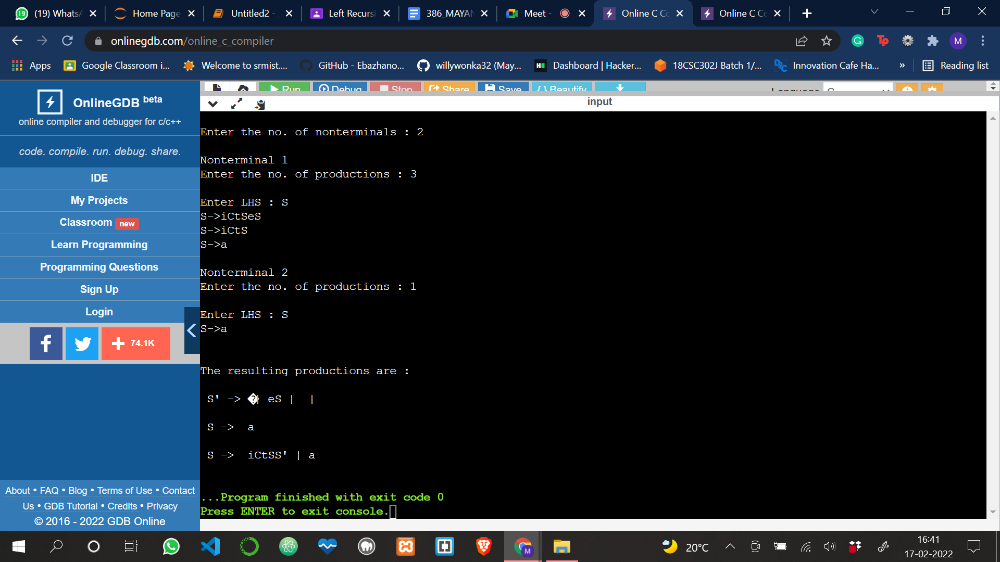 (19) WhatsA
Home Page
Untitled2 -
Left Recursi
386_MAYAN
Meet -
Online C Co
Online C Co
onlinegdb.com/online_c_compiler
M
Apps
Google Classroom i...
Welcome to srmist....
GitHub - Ebazhano...
willywonka32 (May...
Dashboard | Hacker...
18CSC302J Batch 1/...
Innovation Cafe Ha...
»
Reading list
OnlineGDB beta
online compiler and debugger for c/c++
code. compile. run. debug. share.
IDE
My Projects
Classroom new
Learn Programming
Programming Questions
Sign Up
Login
+ 74.1K
About • FAQ • Blog • Terms of Use • Contact
Us • GDB Tutorial • Credits • Privacy
© 2016 - 2022 GDB Online
Run
Debug
Stop
Share
Save
{ } Beautify
Language
input
Enter the no. of nonterminals : 2
Nonterminal 1
Enter the no. of productions : 3
Enter LHS : S
S->iCtSeS
S->iCtS
S->a
Nonterminal 2
Enter the no. of productions : 1
Enter LHS : S
S->a
The resulting productions are :
S' -> �| eS |  |
S ->  a
S ->  iCtSS' | a
...Program finished with exit code 0
Press ENTER to exit console.
20°C
16:41
17-02-2022